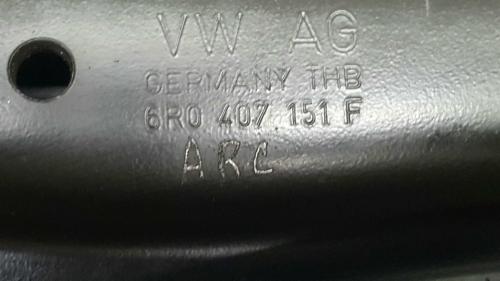 VW AG
GERMANY THB
6R0 407 151 F
ARC